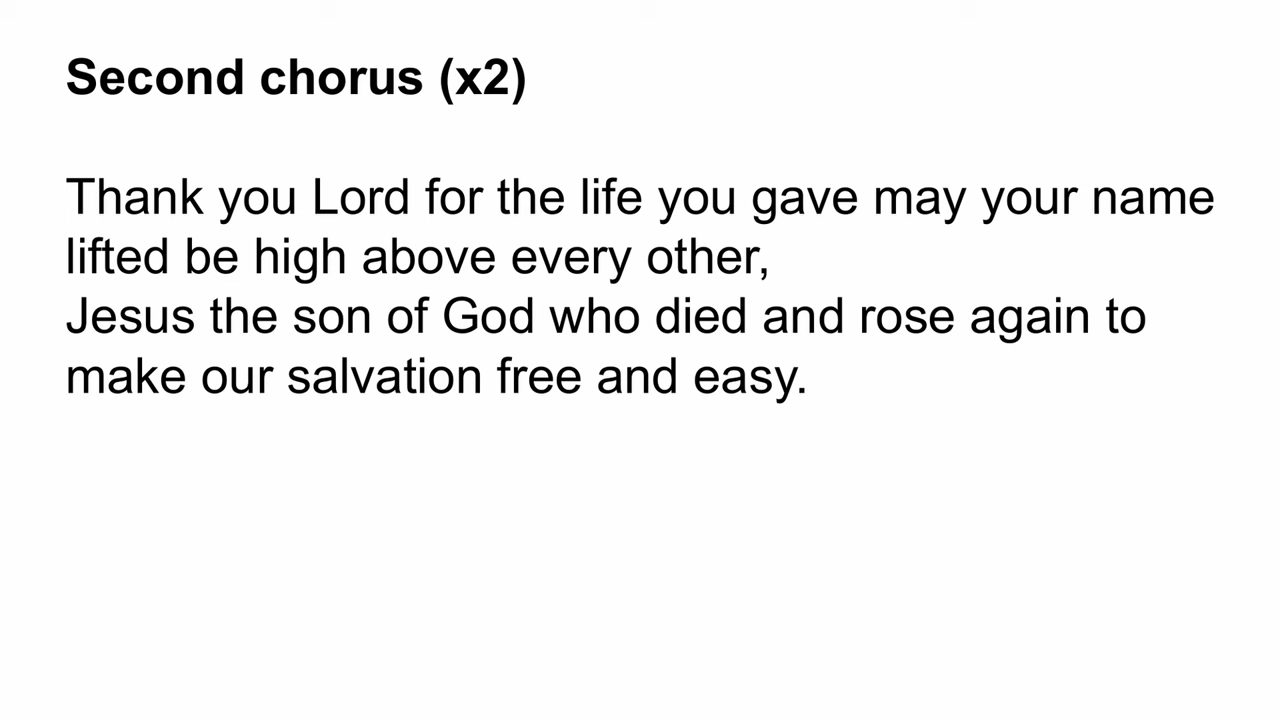 Second chorus (x2)
Thank you Lord for the life you gave may your name
lifted be high above every other,
Jesus the son of God who died and rose again to
make our salvation free and easy.